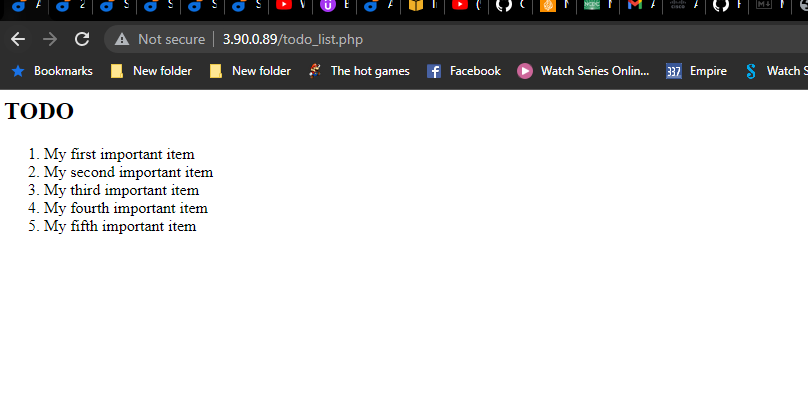 Not secure | 3.90.0.89/todo_list.php
Bookmarks New folder New folder The hot games Facebook Watch Series Onlin... 337 Empire Watch S
TODO
1. My first important item
2. My second important item
3. My third important item
4. My fourth important item
5. My fifth important item